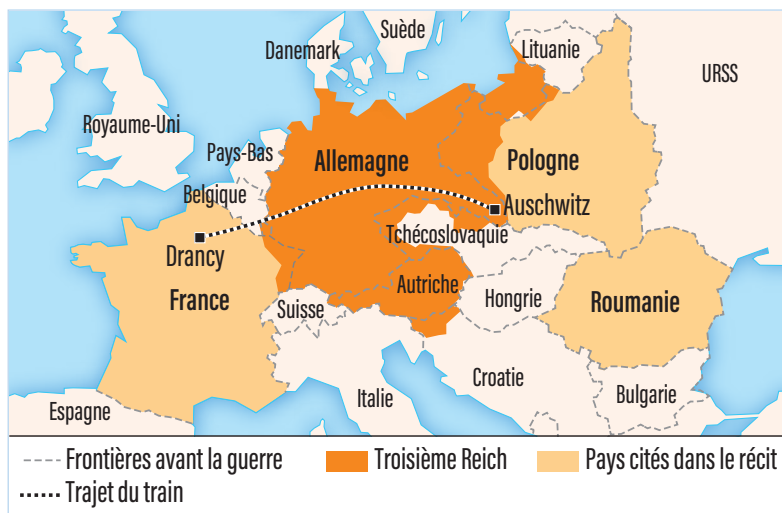 Suède
Danemark
Lituanie
URSS
Royaume-Uni
Pays-Bas
Allemagne
Pologne
Belgique
Auschwitz
Tchécoslovaquie
Drancy
France
Autriche
Suisse
Hongrie
Roumanie
Croatie
Italie
Bulgarie
Espagne
Frontières avant la guerre
Troisième Reich
Pays cités dans le récit
Trajet du train